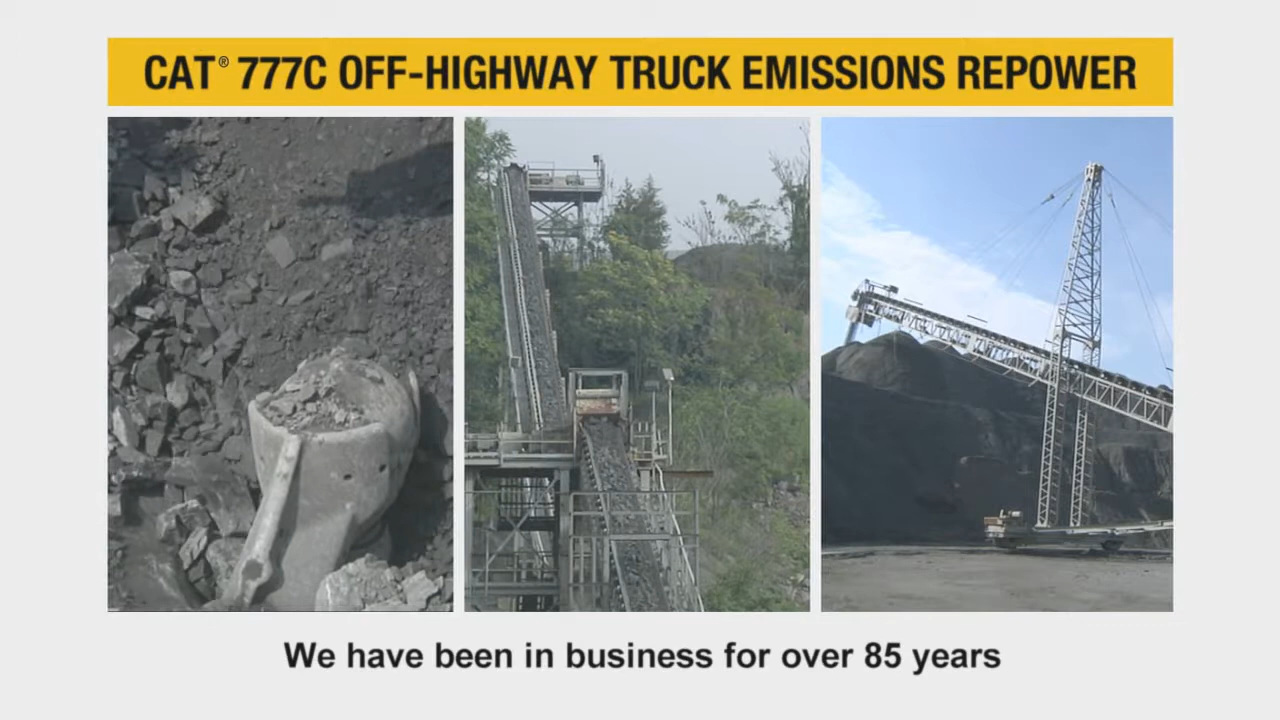 CAT® 777C OFF-HIGHWAY TRUCK EMISSIONS REPOWER
We have been in business for over 85 years